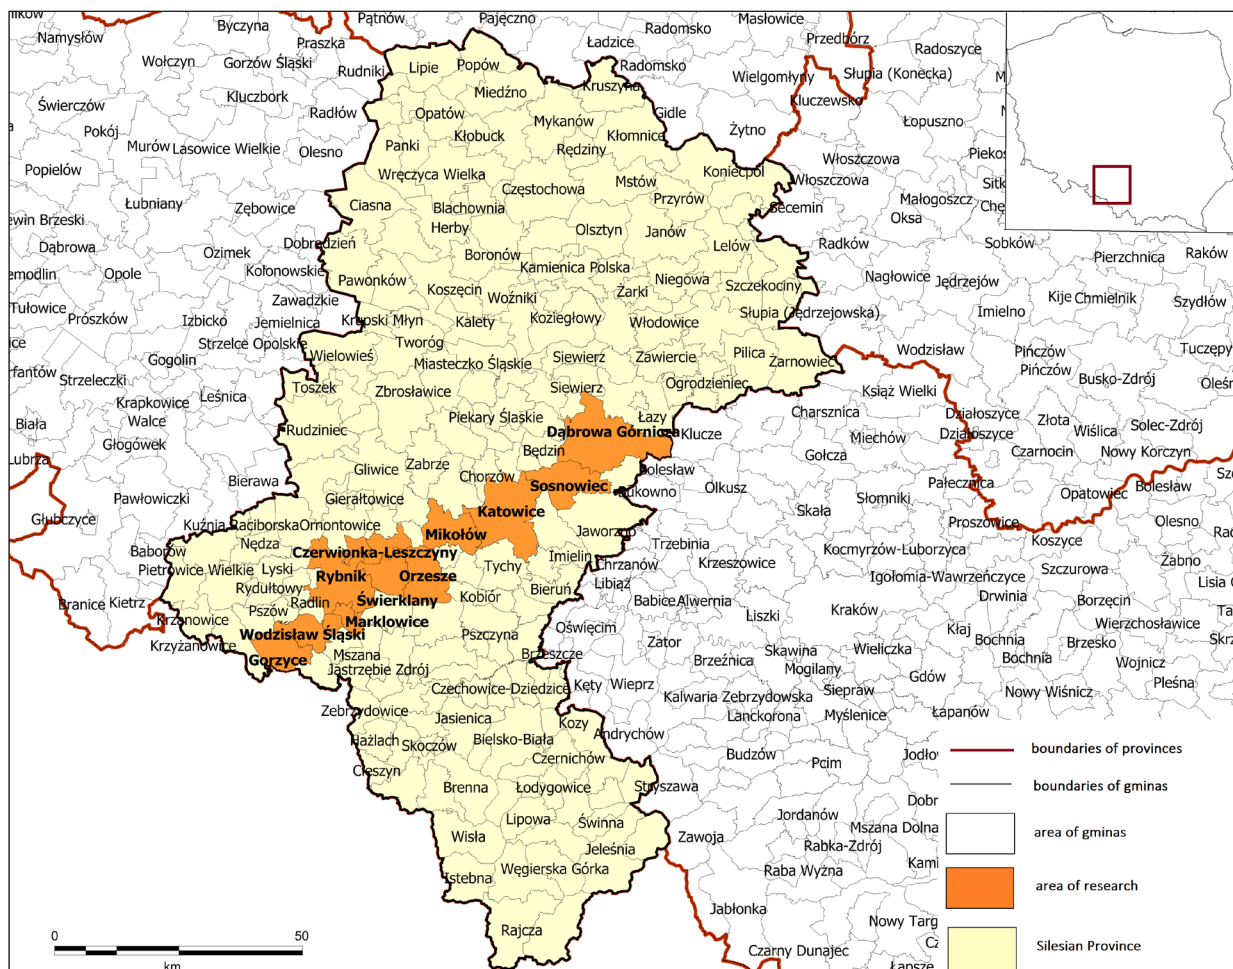 Pątnów
Pajęczno
Masłowice
Namysłów
Byczyna
Praszka
Ładzice
Radomsko
Przedbórz
Radoszyce
Wołczyn
Gorzów Śląski
Rudniki
Lipie
Popów
Radomsko
Wielgomłyny
Słupia (Konecka)
Kluczbork
Miedźno
Kruszyna
Kluczewsko
Świerczów
Radłów
Opatów
Mykanów
Gidle
Łopuszno
Pokój
Kłobuck
Kłomnice
Żytno
Murów
Lasowice Wielkie
Olesno
Panki
Rędziny
Włoszczowa
Popielów
Wręczyca Wielka
Częstochowa
Mstów
Koniecpol
Włoszczowa
Łubniany
Zębowice
Ciasna
Blachownia
Przyrów
Secemin
Małogoszcz
Oksa
Herby
Olsztyn
Janów
Dąbrowa
Ozimek
Dobrodzień
Lelów
Radków
Sobków
Pierzchnica
Raków
Boronów
Opole
Kolonowskie
Pawonków
Kamienica Polska
Niegowa
Szczekociny
Nagłowice
Jędrzejów
Koszęcin
Woźniki
Żarki
Kije
Chmielnik
Szydłów
Tułowice
Prószków
Izbicko
Zawadzkie
Jemielnica
Krupski Młyn
Kalety
Koziegłowy
Włodowice
Słupia (Jędrzejowska)
Imielno
Strzelce Opolskie
Tworóg
Gogolin
Wielowieś
Miasteczko Śląskie
Siewierz
Zawiercie
Pilica
Żarnowiec
Wodzisław
Pińczów
Pińczów
Tuczępy
Strzeleczki
Leśnica
Toszek
Zbrosławice
Siewierz
Ogrodzieniec
Książ Wielki
Busko-Zdrój
Krapkowice
Walce
Biała
Piekary Śląskie
Łazy
Charsznica
Działoszyce
Złota
Solec-Zdrój
Głogówek
Rudziniec
Dąbrowa Górnicza
Klucze
Miechów
Działoszyce
Wiślica
Będzin
Gołcza
Czarnocin
Nowy Korczyn
Gliwice
Zabrze
Chorzów
Bolesław
Bierawa
Sosnowiec
Bukowno
Olkusz
Pałecznica
Opatowiec
Bolesław
Pawłowiczki
Gierałtowice
Katowice
Słomniki
Głubczyce
Kuźnia Raciborska
Ornontowice
Mikołów
Jaworzno
Skała
Proszowice
Koszyce
Olesno
Baborów
Nędza
Czerwionka-Leszczyny
Imielin
Trzebinia
Kocmyrzów-Luborzyca
Żabno
Pietrowice Wielkie
Lyski
Rybnik
Orzesze
Tychy
Chrzanów
Krzeszowice
Szczurowa
Libiąż
Igołomia-Wawrzeńczyce
Rydułtowy
Bieruń
Drwinia
Branice
Kietrz
Pszów
Radlin
Świerklany
Kobiór
Babice
Alwernia
Borzęcin
Krzanowice
Marklowice
Liszki
Kraków
Wierzchosławice
Krzyżanowice
Wodzisław Śląski
Pszczyna
Oświęcim
Zator
Skawina
Wieliczka
Kłaj
Bochnia
Brzesko
Gorzyce
Mszana
Brzeszcze
Brzeźnica
Mogilany
Bochnia
Wojnicz
Jastrzębie Zdrój
Gdów
Pleśna
Czechowice-Dziedzice
Kęty
Wieprz
Kalwaria Zebrzydowska
Siepraw
Nowy Wiśnicz
Zebrzydowice
Jasienica
Kozy
Lanckorona
Myślenice
Łapanów
Hażlach
Skoczów
Bielsko-Biała
Andrychów
Cieszyn
Czernichów
Budzów
Pcim
Brenna
Łodygowice
Stryszawa
Lipowa
Świnna
Jordanów
Mszana Dolna
Wisła
Zawoja
Rabka-Zdrój
Jeleśnia
Istebna
Węgierska Górka
Raba Wyżna
Rajcza
Jabłonka
Czarny Dunajec
boundaries of provinces
boundaries of gminas
area of gminas
area of research
Silesian Province
0 50
km